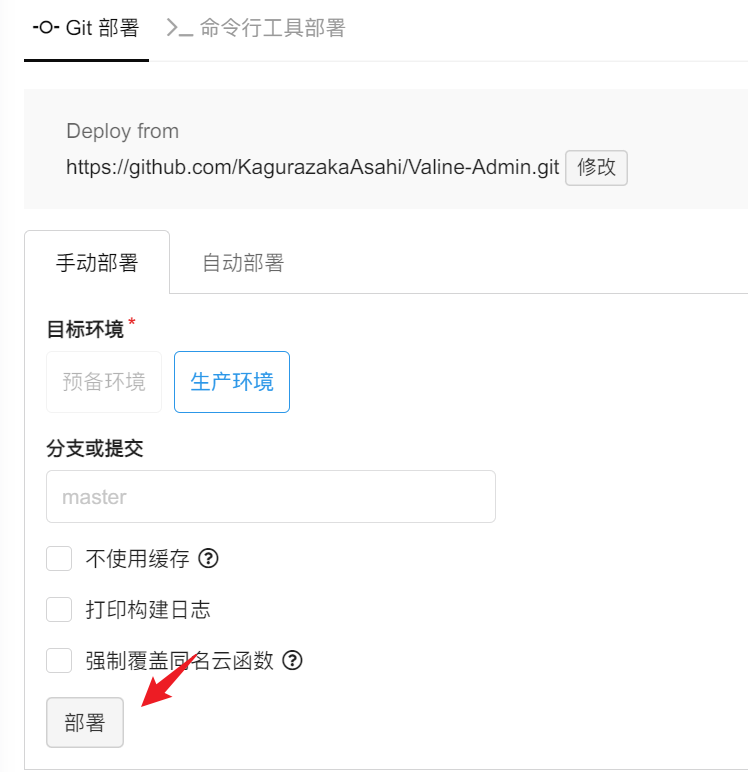 Git 部署 >_ 命令行工具部署
Deploy from
https://github.com/KagurazakaAsahi/Valine-Admin.git 修改
手动部署 自动部署
目标环境 *
预备环境 生产环境
分支或提交
master
不使用缓存 ?
打印构建日志
强制覆盖同名云函数 ?
部署